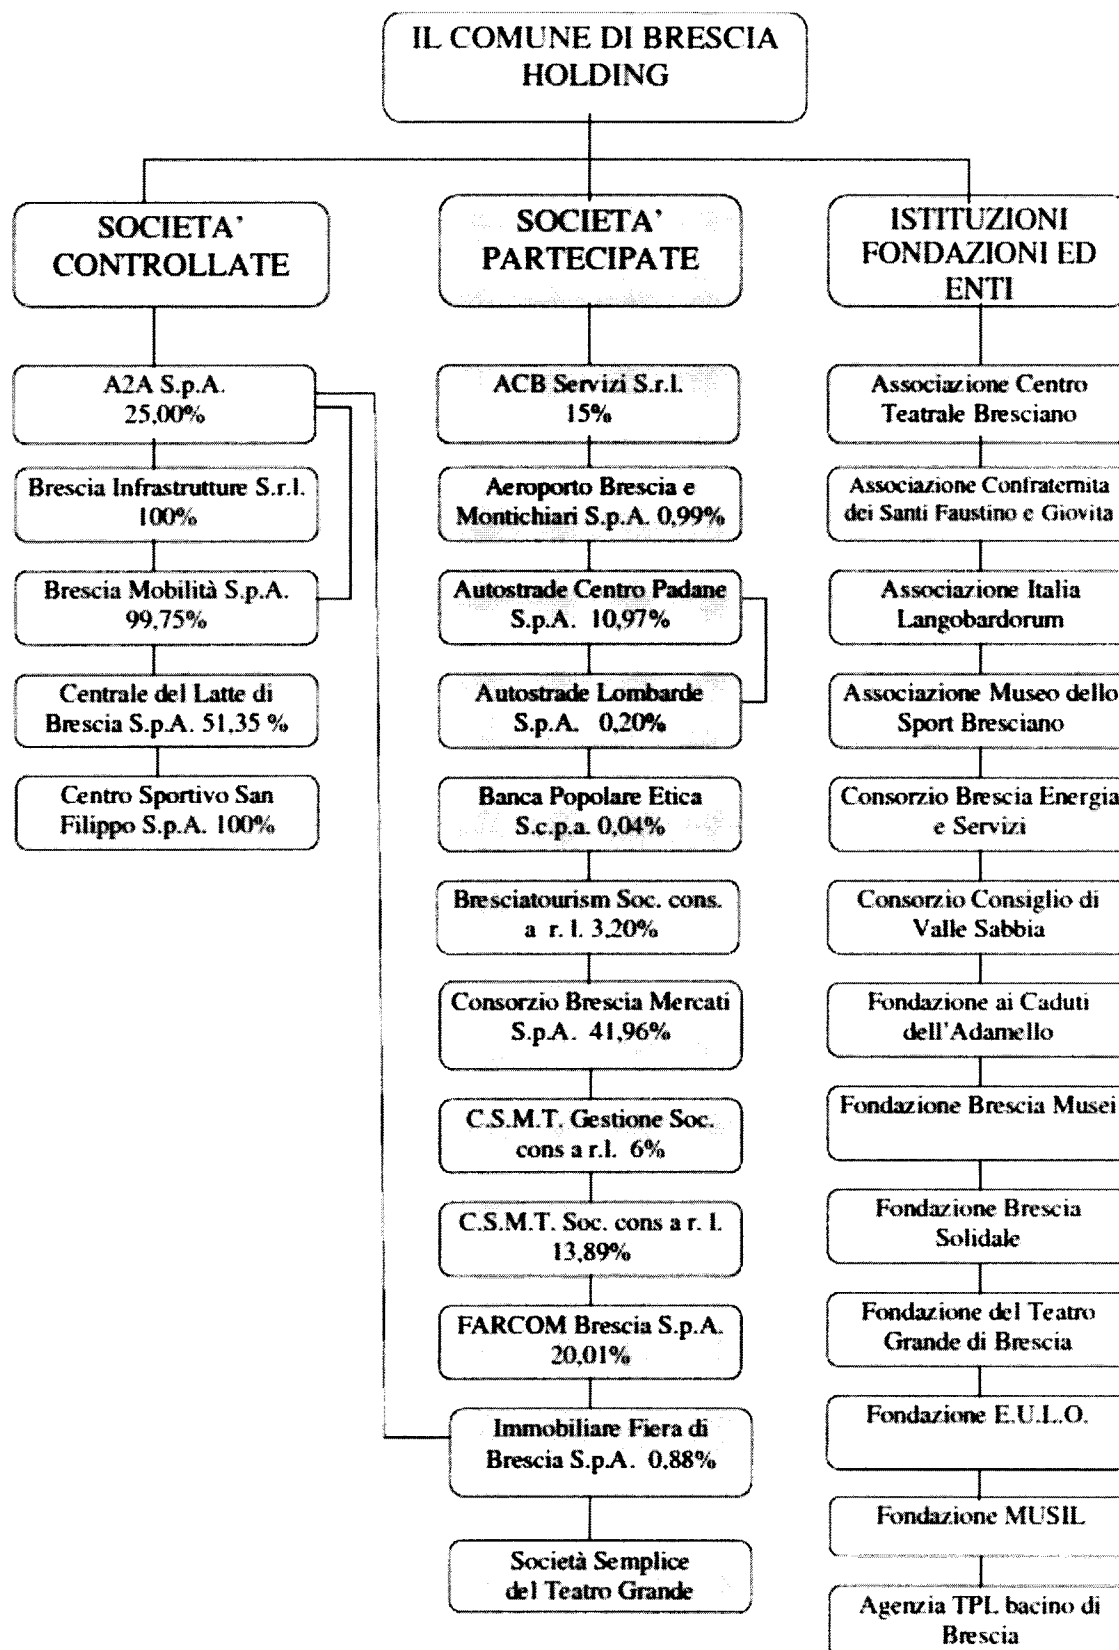 IL COMUNE DI BRESCIA
HOLDING
SOCIETA'
CONTROLLATE
A2A S.p.A.
25,00%
Brescia Infrastrutture S.r.l.
100%
Brescia Mobilità S.p.A.
99,75%
Centrale del Latte di
Brescia S.p.A. 51,35 %
Centro Sportivo San
Filippo S.p.A. 100%
SOCIETA'
PARTECIPATE
ACB Servizi S.r.l.
15%
Aeroporto Brescia e
Montichiari S.p.A. 0,99%
Autostrade Centro Padane
S.p.A. 10,97%
Autostrade Lombarde
S.p.A. 0,20%
Banca Popolare Etica
S.c.p.a. 0,04%
Bresciatourism Soc. cons.
a r. l. 3,20%
Consorzio Brescia Mercati
S.p.A. 41,96%
C.S.M.T. Gestione Soc.
cons a r.l. 6%
C.S.M.T. Soc. cons a r. l.
13,89%
FARCOM Brescia S.p.A.
20,01%
Immobiliare Fiera di
Brescia S.p.A. 0,88%
Società Semplice
del Teatro Grande
ISTITUZIONI
FONDAZIONI ED
ENTI
Associazione Centro
Teatrale Bresciano
Associazione Confraternita
dei Santi Faustino e Giovita
Associazione Italia
Langobardorum
Associazione Museo dello
Sport Bresciano
Consorzio Brescia Energia
e Servizi
Consorzio Consiglio di
Valle Sabbia
Fondazione ai Caduti
dell'Adamello
Fondazione Brescia Musei
Fondazione Brescia
Solidale
Fondazione del Teatro
Grande di Brescia
Fondazione E.U.L.O.
Fondazione MUSIL
Agenzia TPL bacino di
Brescia